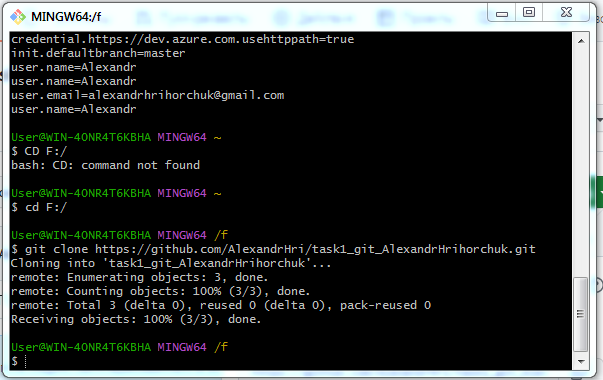 MINGW64:/f
credential.https://dev.azure.com.usehttppath=true
init.defaultbranch=master
user.name=Alexandr
user.name=Alexandr
user.email=alexandrhrihorchuk@gmail.com
user.name=Alexandr
User@WIN-4ONR4T6KBHA MINGW64 ~
$ CD F:/
bash: CD: command not found
User@WIN-4ONR4T6KBHA MINGW64 ~
$ cd F:/
User@WIN-4ONR4T6KBHA MINGW64 /f
$ git clone https://github.com/AlexandrHri/task1_git_AlexandrHrihorchuk.git
Cloning into 'task1_git_AlexandrHrihorchuk'...
remote: Enumerating objects: 3, done.
remote: Counting objects: 100% (3/3), done.
remote: Total 3 (delta 0), reused 0 (delta 0), pack-reused 0
Receiving objects: 100% (3/3), done.
User@WIN-4ONR4T6KBHA MINGW64 /f
$